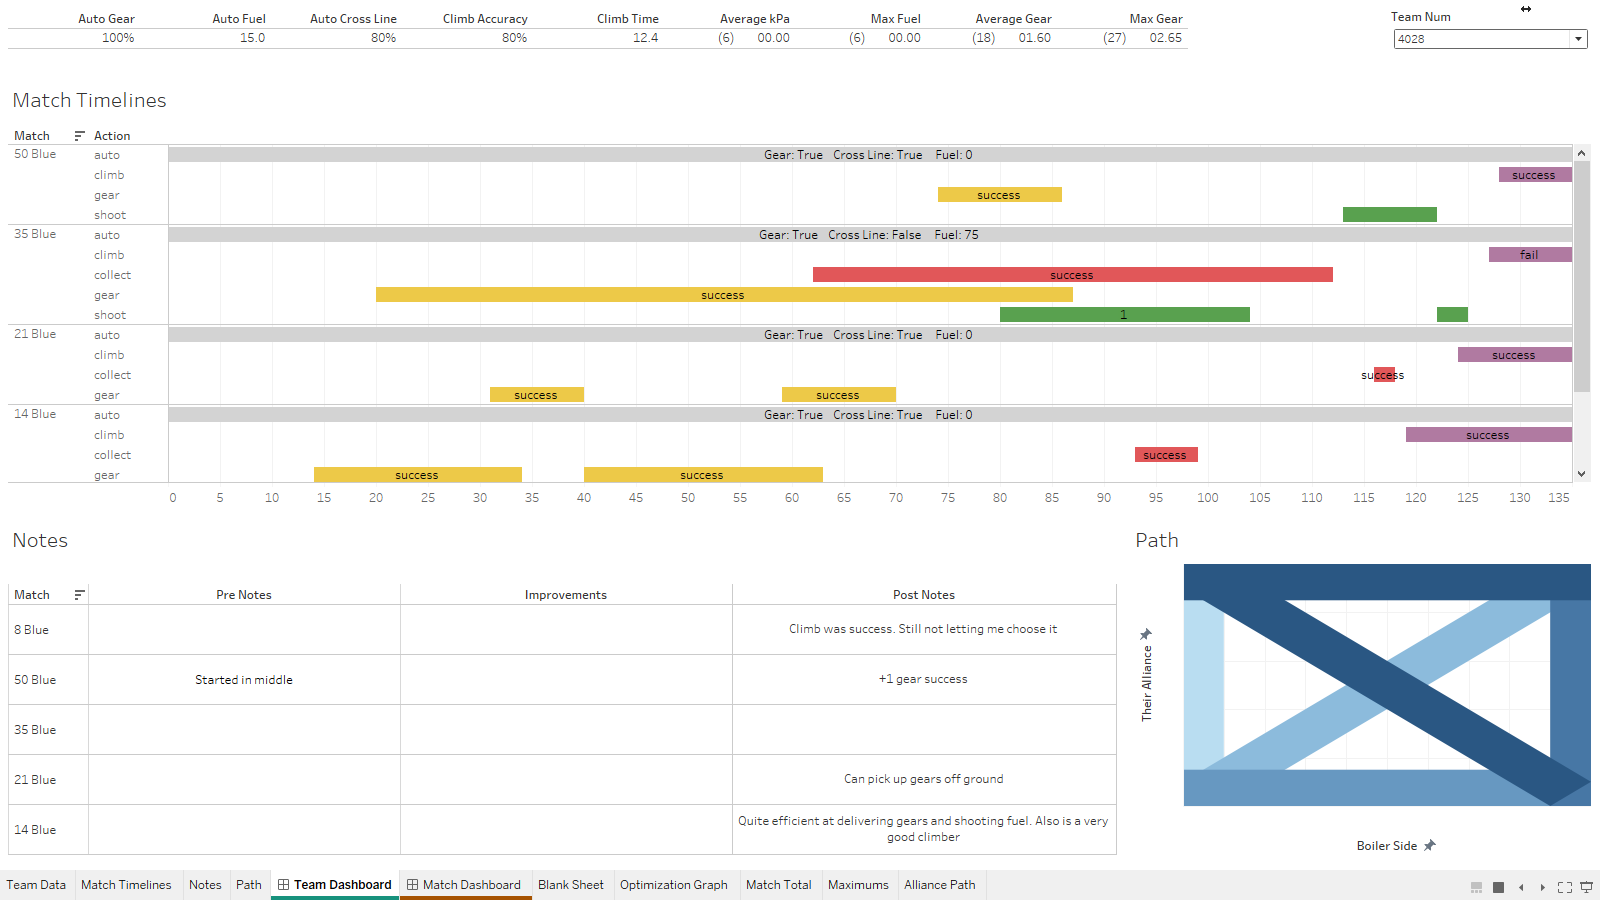 Auto Gear Auto Fuel Auto Cross Line Climb Accuracy Climb Time Average kPa Max Fuel Average Gear Max Gear
100% 15.0 80% 80% 12.4 (6) 00.00 (6) 00.00 (18) 01.60 (27) 02.65
Team Num
4028
Match Timelines
Match Action
50 Blue auto Gear: True Cross Line: True Fuel: 0
climb success
gear success
shoot
35 Blue auto Gear: True Cross Line: False Fuel: 75
climb fail
collect success
gear success
shoot 1
21 Blue auto Gear: True Cross Line: True Fuel: 0
climb success
collect success
gear success success
14 Blue auto Gear: True Cross Line: True Fuel: 0
climb success
collect success
gear success success
0 5 10 15 20 25 30 35 40 45 50 55 60 65 70 75 80 85 90 95 100 105 110 115 120 125 130 135
Notes
Match Pre Notes Improvements Post Notes
8 Blue Climb was success. Still not letting me choose it
50 Blue Started in middle +1 gear success
35 Blue
21 Blue Can pick up gears off ground
14 Blue Quite efficient at delivering gears and shooting fuel. Also is a very
good climber
Path
Their Alliance
Boiler Side
Team Data Match Timelines Notes Path Team Dashboard Match Dashboard Blank Sheet Optimization Graph Match Total Maximums Alliance Path